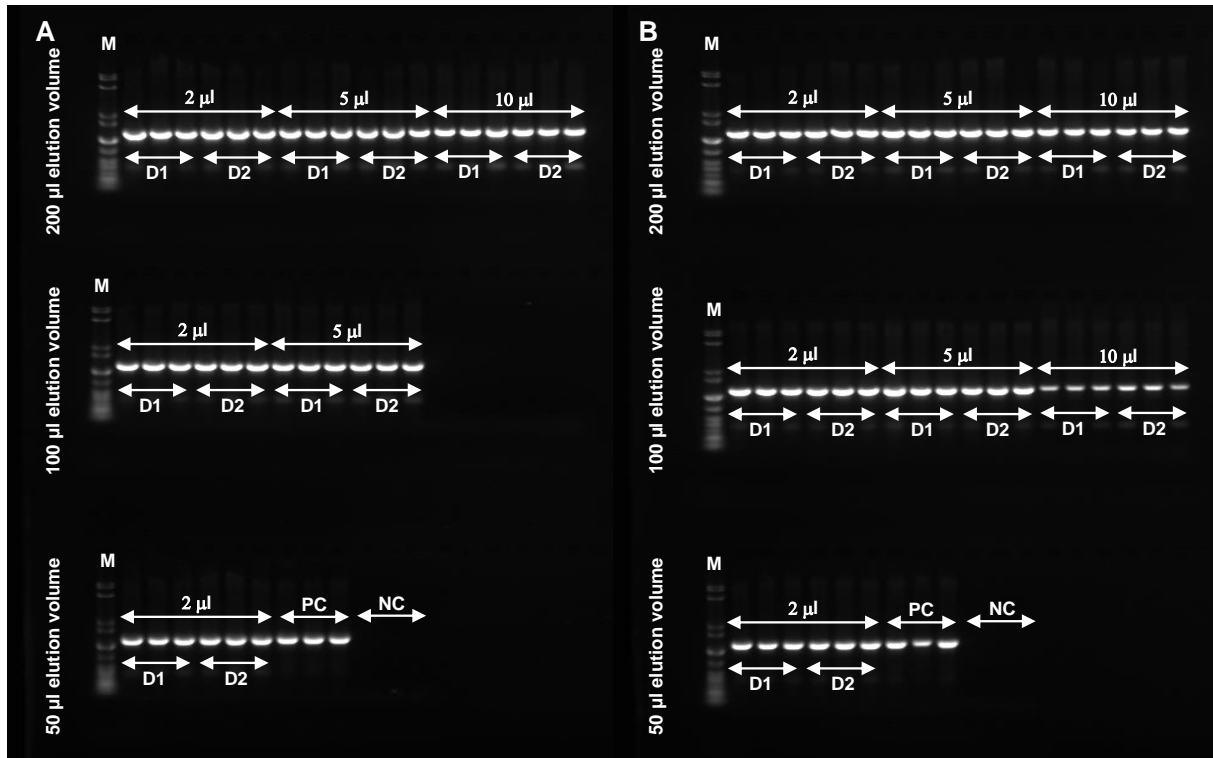 A
M
200 µl elution volume
2 µl 5 µl 10 µl
D1 D2 D1 D2 D1 D2
M
100 µl elution volume
2 µl 5 µl
D1 D2 D1 D2
M
50 µl elution volume
2 µl PC NC
D1 D2
B
M
200 µl elution volume
2 µl 5 µl 10 µl
D1 D2 D1 D2 D1 D2
M
100 µl elution volume
2 µl 5 µl 10 µl
D1 D2 D1 D2 D1 D2
M
50 µl elution volume
2 µl PC NC
D1 D2